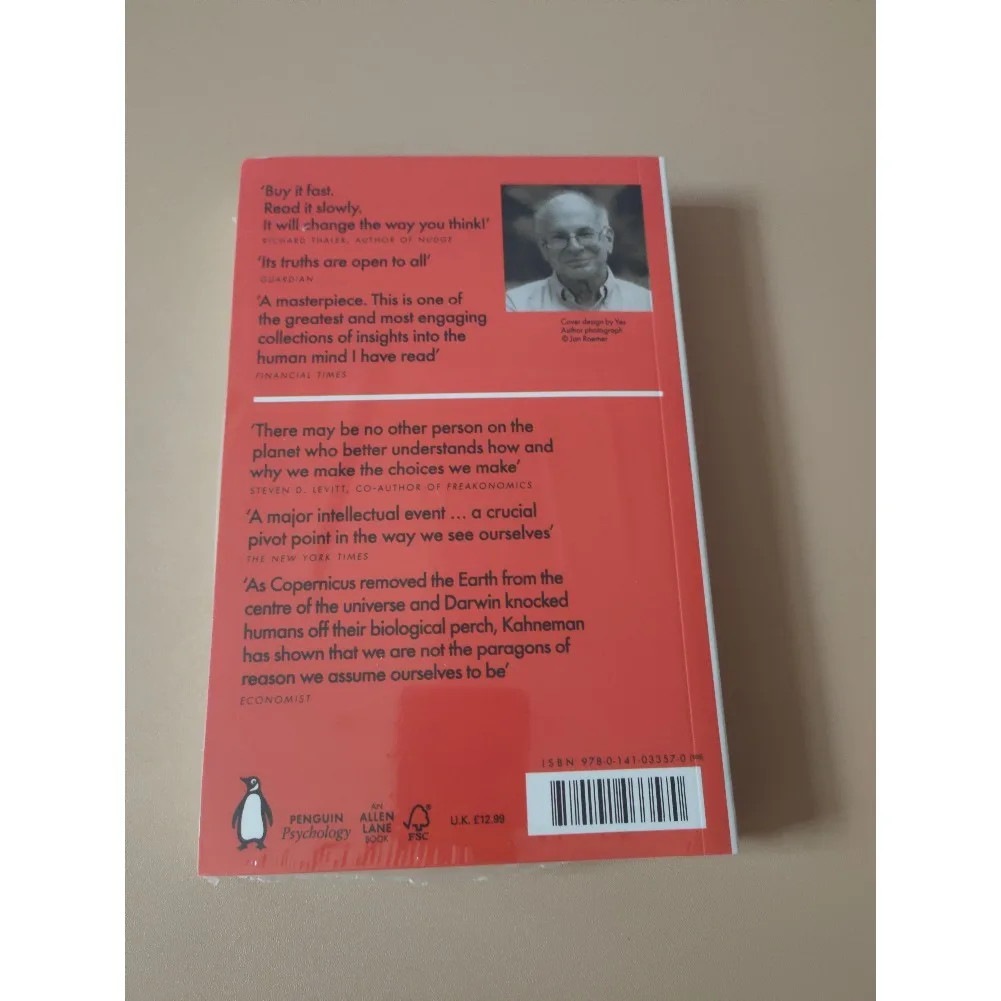 ‘Buy it fast.
Read it slowly.
It will change the way you think!’
RICHARD THALER, AUTHOR OF NUDGE
‘Its truths are open to all’
GUARDIAN
‘A masterpiece. This is one of
the greatest and most engaging
collections of insights into the
human mind I have read’
FINANCIAL TIMES
Cover design by Yes
Author photograph
© Jon Roemer
‘There may be no other person on the
planet who better understands how and
why we make the choices we make’
STEVEN D. LEVITT, CO-AUTHOR OF FREAKONOMICS
‘A major intellectual event ... a crucial
pivot point in the way we see ourselves’
THE NEW YORK TIMES
‘As Copernicus removed the Earth from the
centre of the universe and Darwin knocked
humans off their biological perch, Kahneman
has shown that we are not the paragons of
reason we assume ourselves to be’
ECONOMIST
ISBN 978-0-141-03357-0
PENGUIN
Psychology
AN
ALLEN
LANE
BOOK
FSC
U.K. £12.99